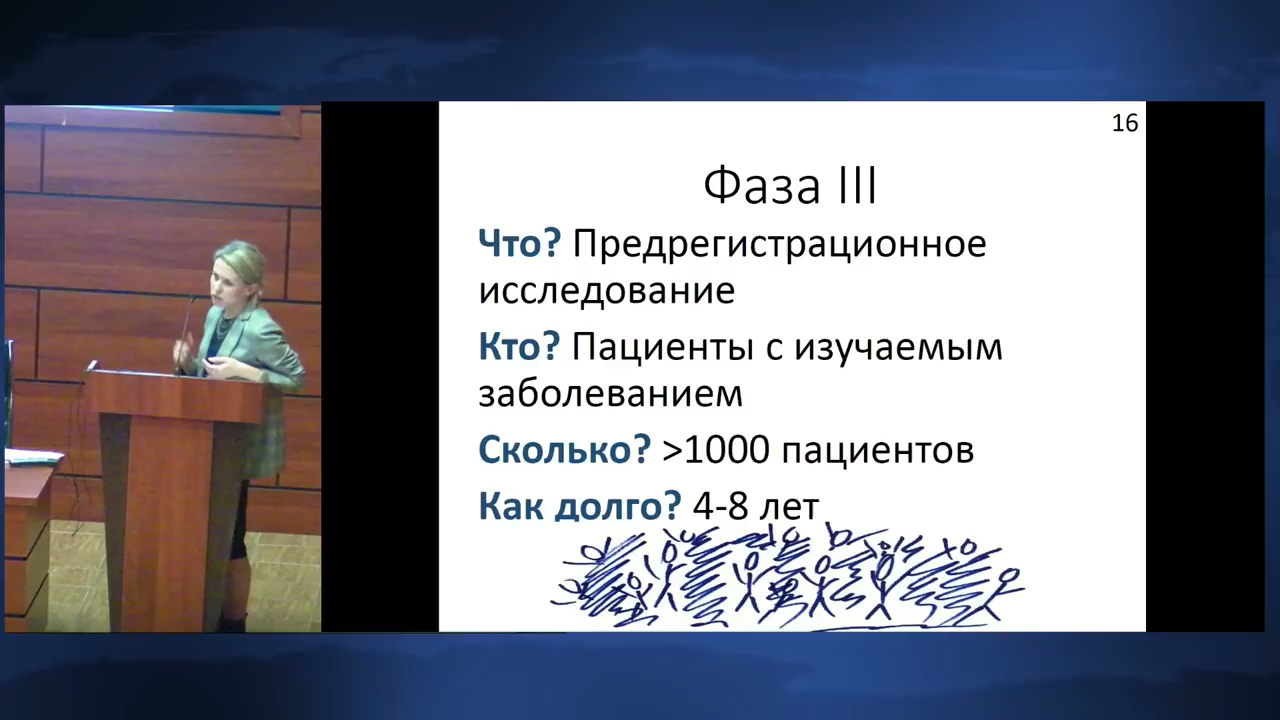 16
Фаза III
Что? Предрегистрационное
исследование
Кто? Пациенты с изучаемым
заболеванием
Сколько? >1000 пациентов
Как долго? 4-8 лет